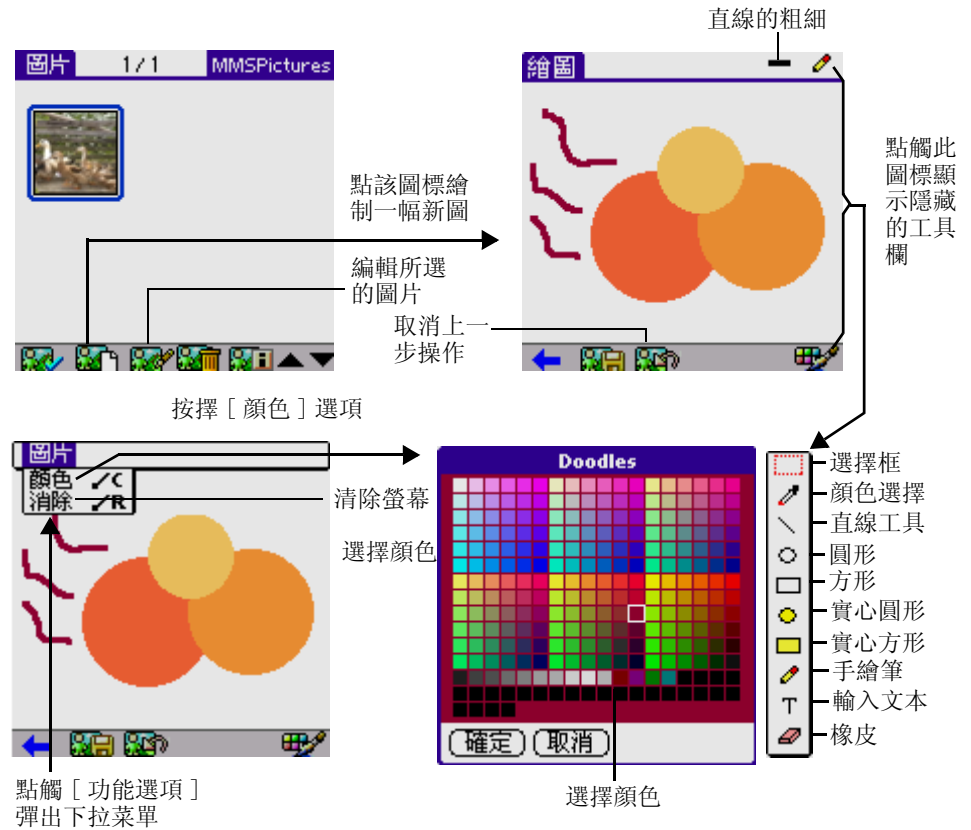 直線的粗細
圖片 1/1 MMSPictures
繪圖
點觸此
圖標顯
示隱藏
的工具
欄
點該圖標繪
制一幅新圖
編輯所選
的圖片
取消上一
步操作
按擇［顏色］選項
圖片
顏色 ／C
消除 ／R
清除螢幕
選擇顏色
Doodles
確定 取消
選擇框
顏色選擇
直線工具
圓形
方形
實心圓形
實心方形
手繪筆
T
輸入文本
橡皮
點觸［功能選項］
彈出下拉菜單
選擇顏色